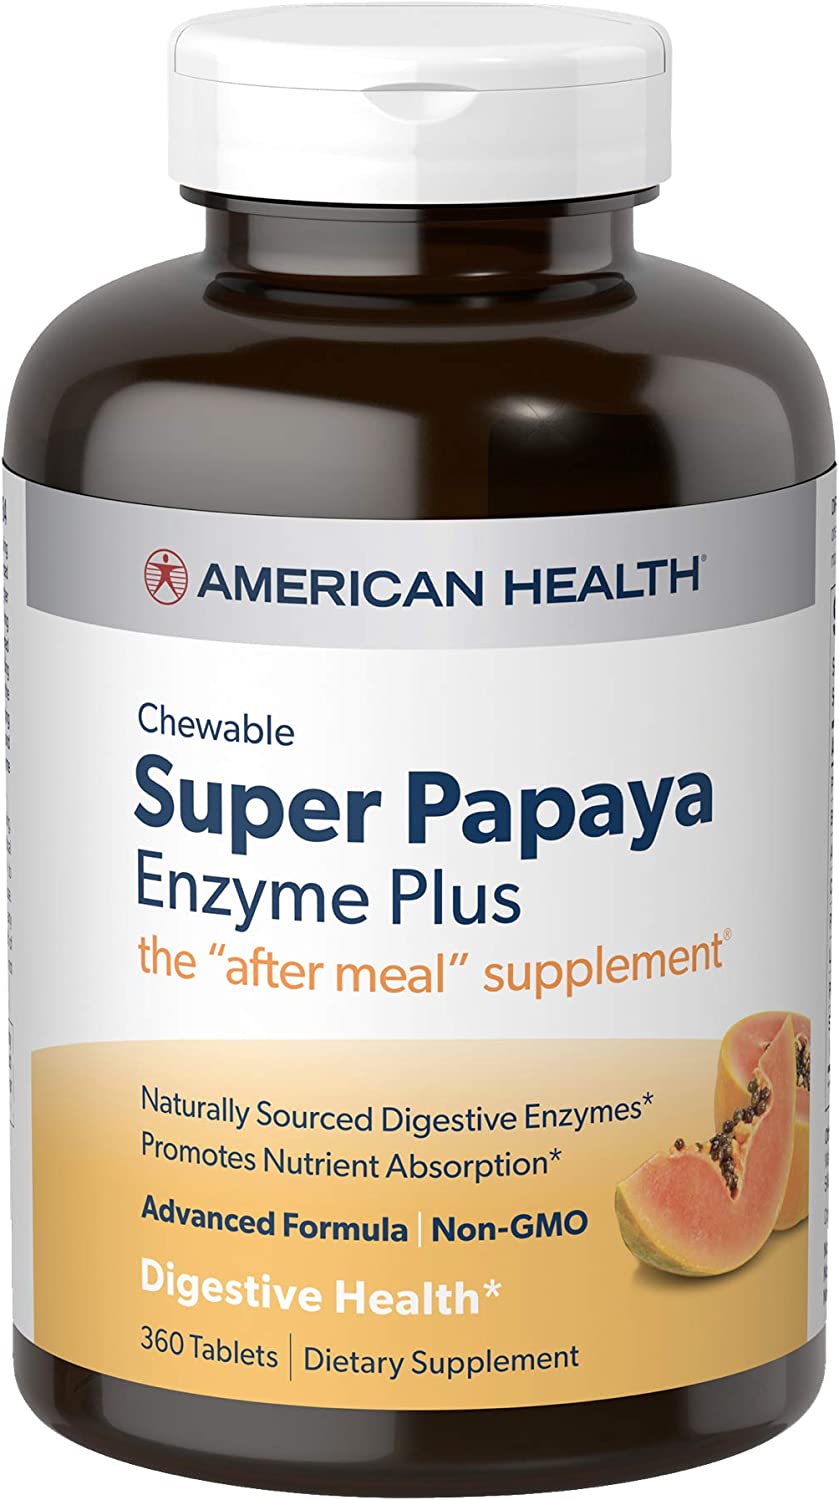 AMERICAN HEALTH®
Chewable
Super Papaya
Enzyme Plus
the “after meal” supplement®
Naturally Sourced Digestive Enzymes*
Promotes Nutrient Absorption*
Advanced Formula | Non-GMO
Digestive Health*
360 Tablets | Dietary Supplement